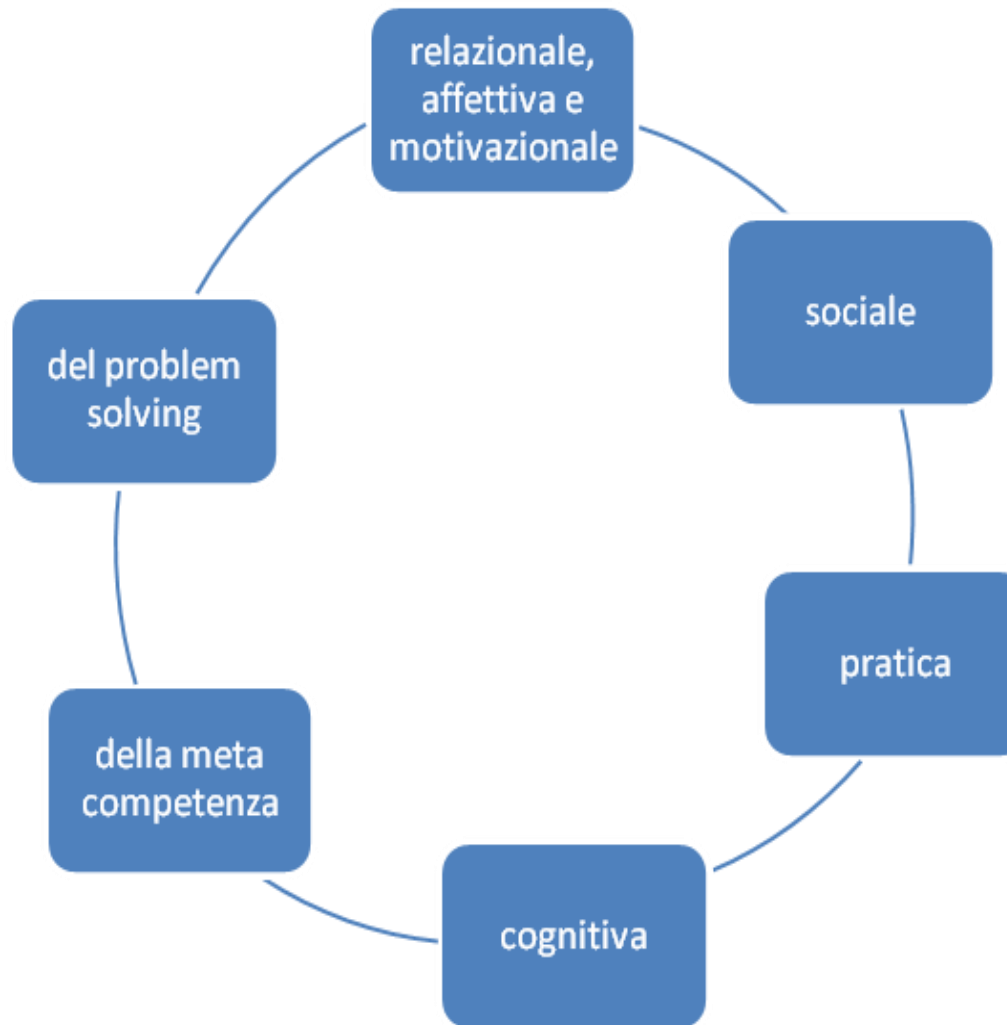 relazionale,
affettiva e
motivazionale
sociale
pratica
cognitiva
della meta
competenza
del problem
solving